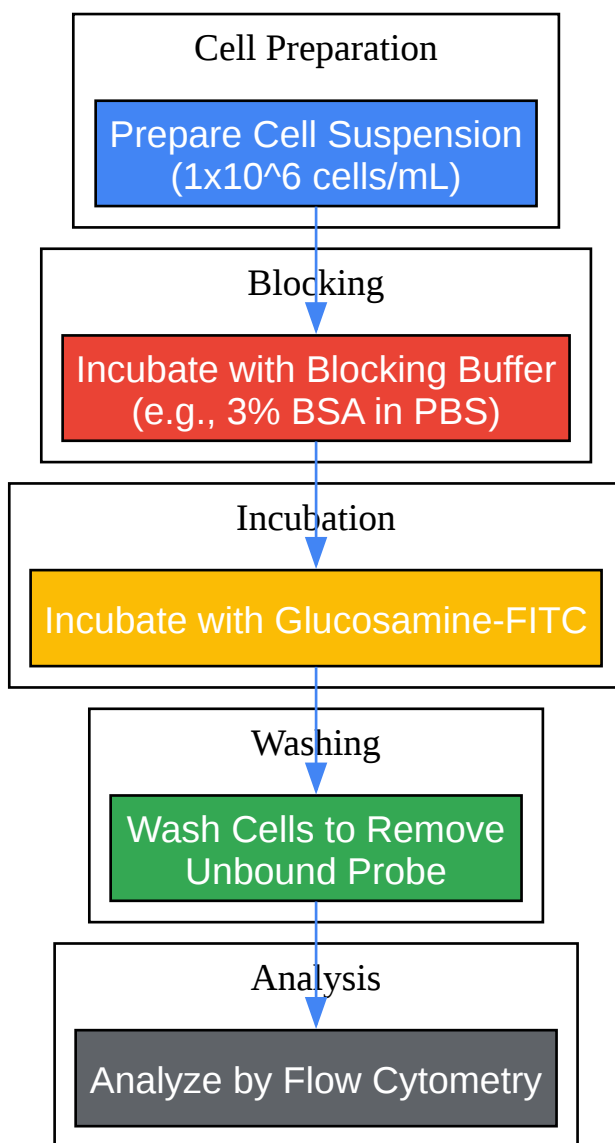 Cell Preparation
Prepare Cell Suspension
(1x10^6 cells/mL)
Blocking
Incubate with Blocking Buffer
(e.g., 3% BSA in PBS)
Incubation
Incubate with Glucosamine-FITC
Washing
Wash Cells to Remove
Unbound Probe
Analysis
Analyze by Flow Cytometry